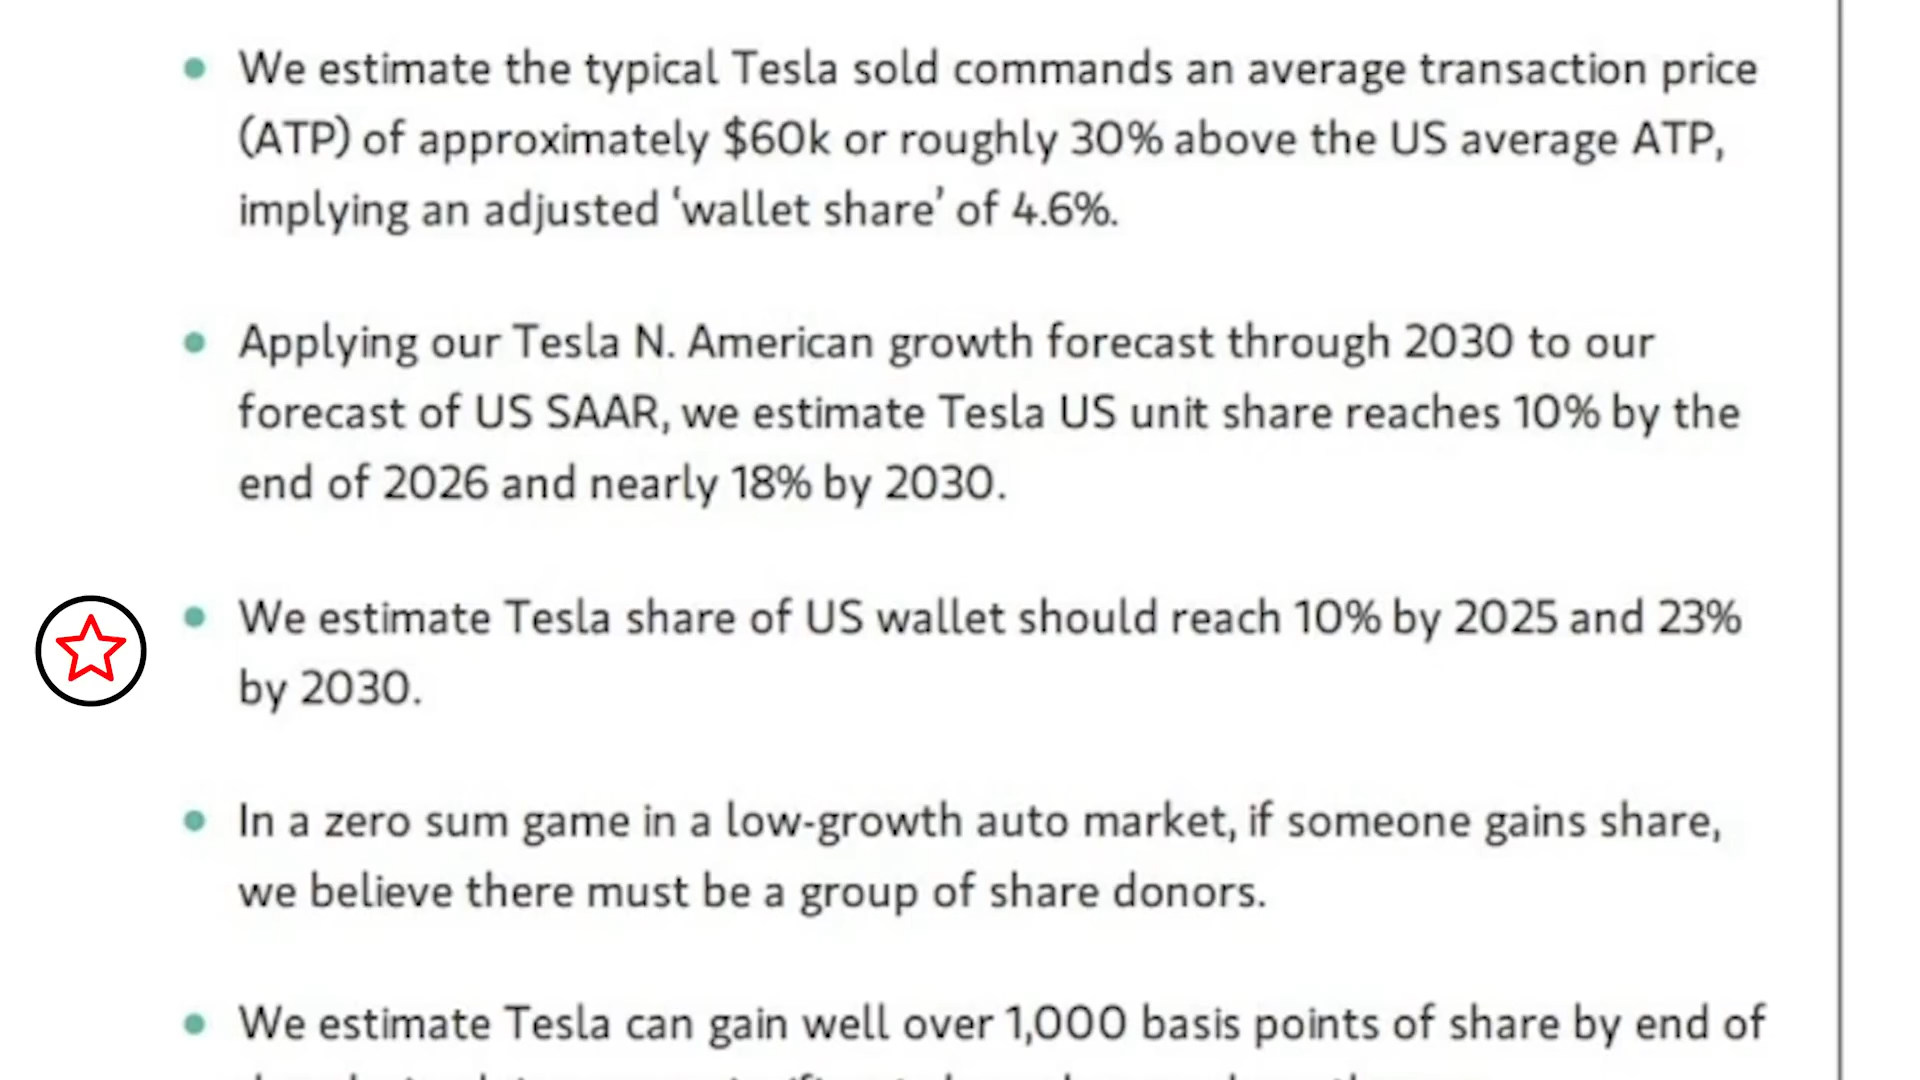 We estimate the typical Tesla sold commands an average transaction price
(ATP) of approximately $60k or roughly 30% above the US average ATP,
implying an adjusted ‘wallet share’ of 4.6%.
Applying our Tesla N. American growth forecast through 2030 to our
forecast of US SAAR, we estimate Tesla US unit share reaches 10% by the
end of 2026 and nearly 18% by 2030.
We estimate Tesla share of US wallet should reach 10% by 2025 and 23%
by 2030.
In a zero sum game in a low-growth auto market, if someone gains share,
we believe there must be a group of share donors.
We estimate Tesla can gain well over 1,000 basis points of share by end of